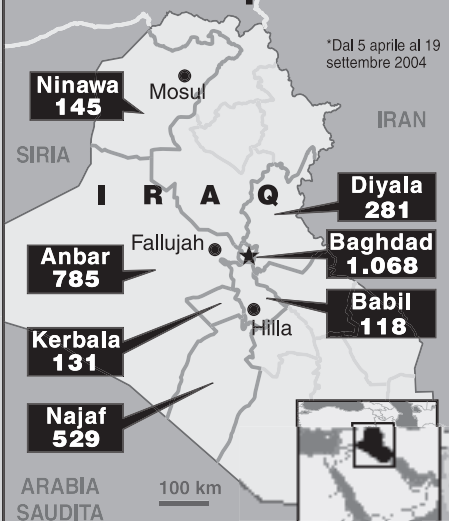 *Dal 5 aprile al 19
settembre 2004
Ninawa
145
Mosul
IRAN
SIRIA
IRAQ
Diyala
281
Fallujah
Baghdad
1.068
Anbar
785
Babil
118
Hilla
Kerbala
131
Najaf
529
ARABIA
SAUDITA
100 km